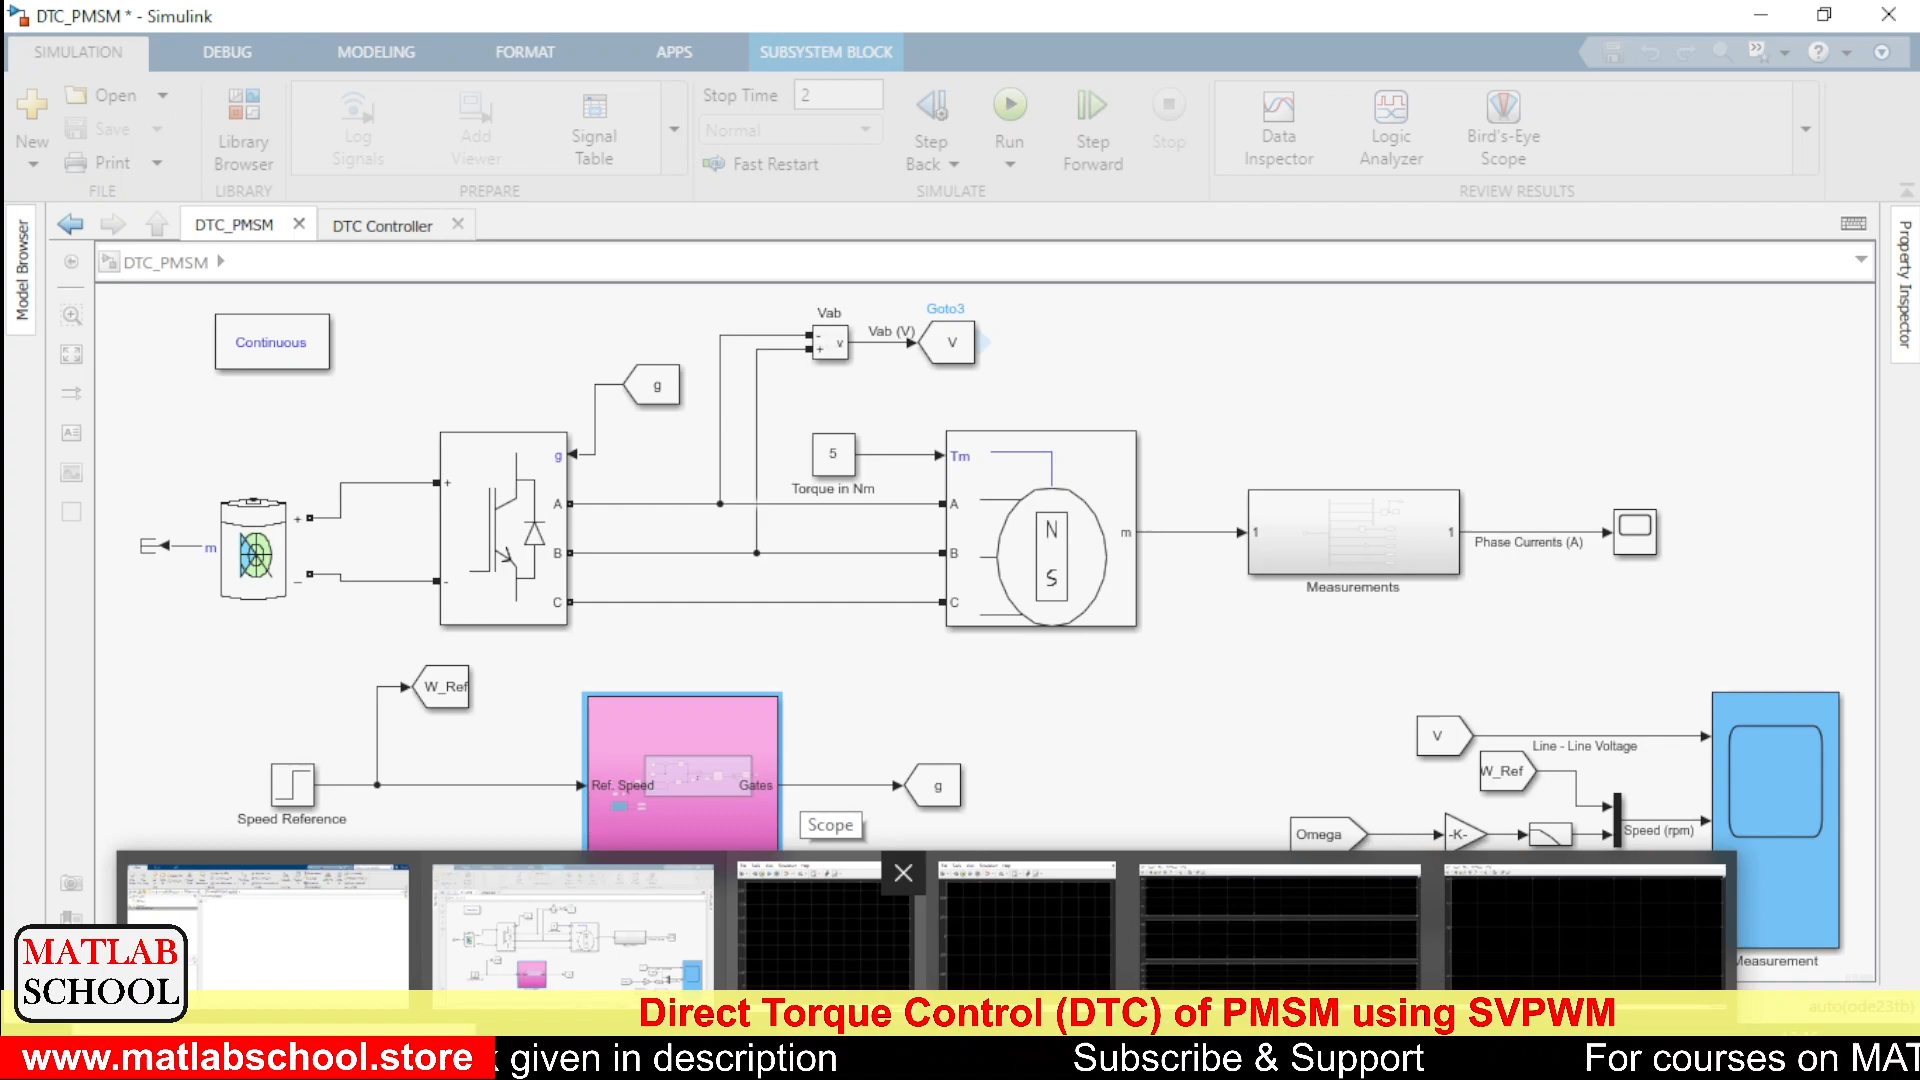 DTC_PMSM * - Simulink
SIMULATION
DEBUG
MODELING
FORMAT
APPS
SUBSYSTEM BLOCK
New
Open
Save
Print
FILE
Library
Browser
LIBRARY
Log
Signals
Add
Viewer
Signal
Table
PREPARE
Stop Time 2
Normal
Fast Restart
Step
Back
Run
Step
Forward
Stop
SIMULATE
Data
Inspector
Logic
Analyzer
Bird's-Eye
Scope
REVIEW RESULTS
Model Browser
DTC_PMSM
DTC Controller
Property Inspector
DTC_PMSM
Continuous
Vab
- v
+
Vab (V)
Goto3
V
g
g
+
-
A
B
C
5
Torque in Nm
Tm
A
B
C
N
S
m
1
1
Measurements
Phase Currents (A)
m
+
–
W_Ref
Speed Reference
Ref. Speed
Gates
g
Scope
V
Line - Line Voltage
W_Ref
Omega
-K-
Speed (rpm)
Measurement
MATLAB
SCHOOL
auto(ode23tb)
Direct Torque Control (DTC) of PMSM using SVPWM
www.matlabschool.store
given in description
Subscribe & Support
For courses on MAT